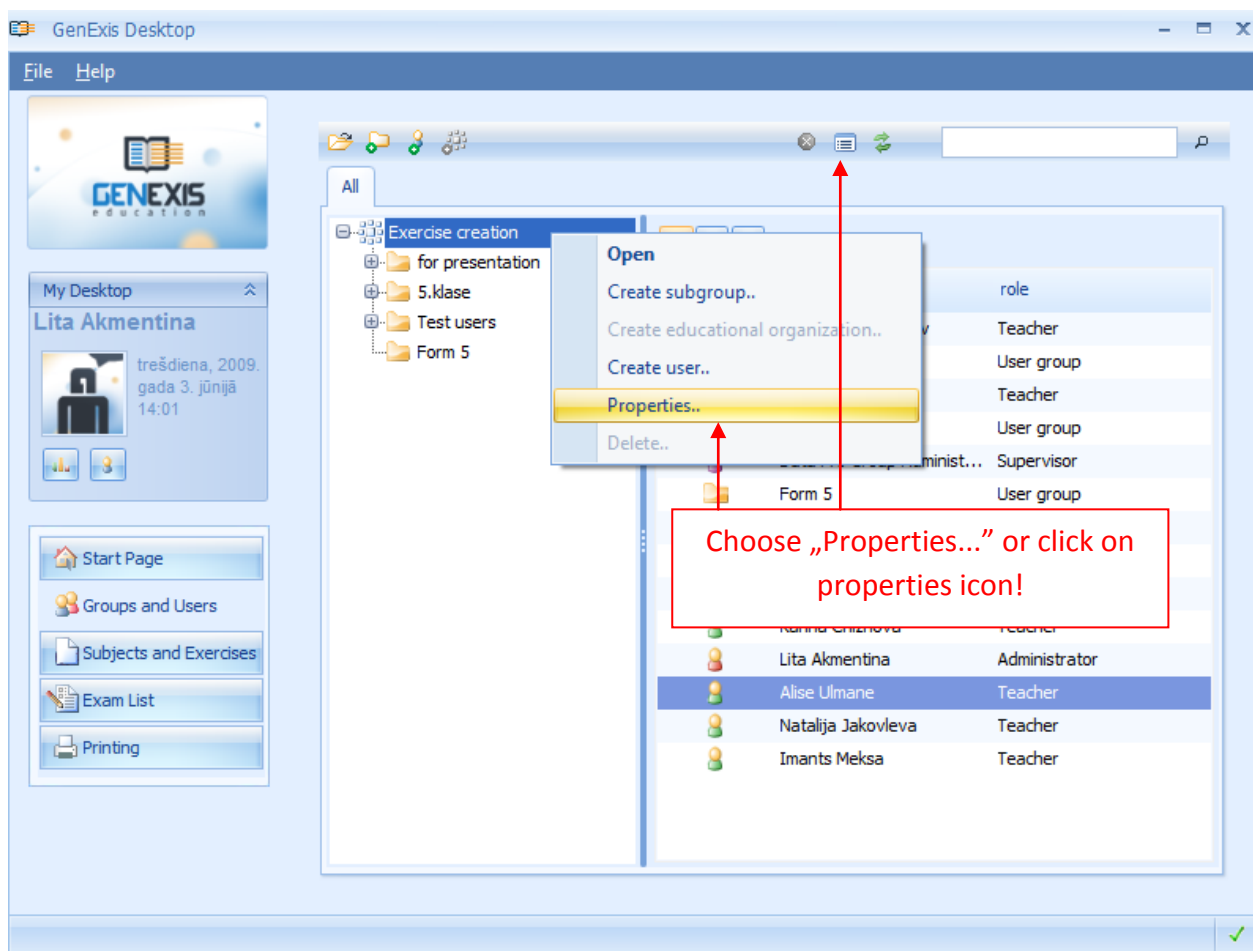 GenExis Desktop
File Help
GENEXIS
education
My Desktop
Lita Akmentina
trešdiena, 2009.
gada 3. jūnijā
14:01
Start Page
Groups and Users
Subjects and Exercises
Exam List
Printing
All
Exercise creation
for presentation
5.klase
Test users
Form 5
Open
Create subgroup..
Create educational organization..
Create user..
Properties..
Delete..
role
Teacher
User group
Teacher
User group
Supervisor
Form 5 User group
Choose „Properties...” or click on
properties icon!
Lita Akmentina Administrator
Alise Ulmane Teacher
Natalija Jakovleva Teacher
Imants Meksa Teacher